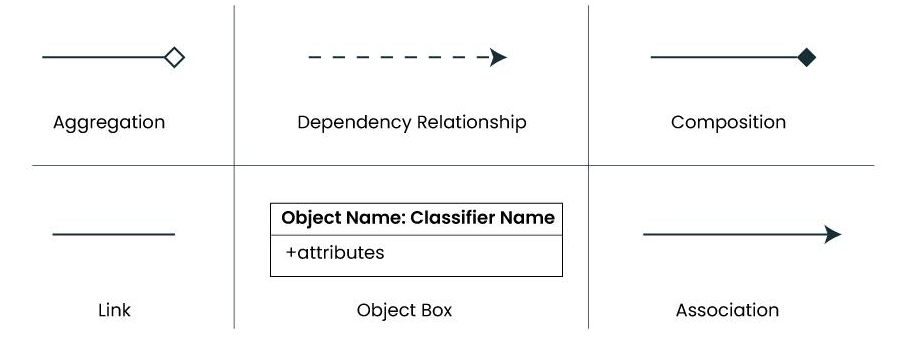 Aggregation
Dependency Relationship
Composition
Object Name: Classifier Name
+attributes
Link
Object Box
Association